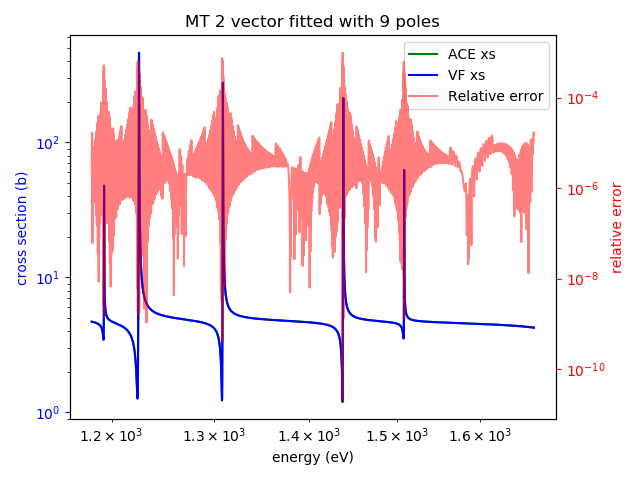 MT 2 vector fitted with 9 poles
ACE xs
VF xs
Relative error
10²
10¹
10⁰
cross section (b)
10⁻⁴
10⁻⁶
10⁻⁸
10⁻¹⁰
relative error
1.2 × 10³ 1.3 × 10³ 1.4 × 10³ 1.5 × 10³ 1.6 × 10³
energy (eV)